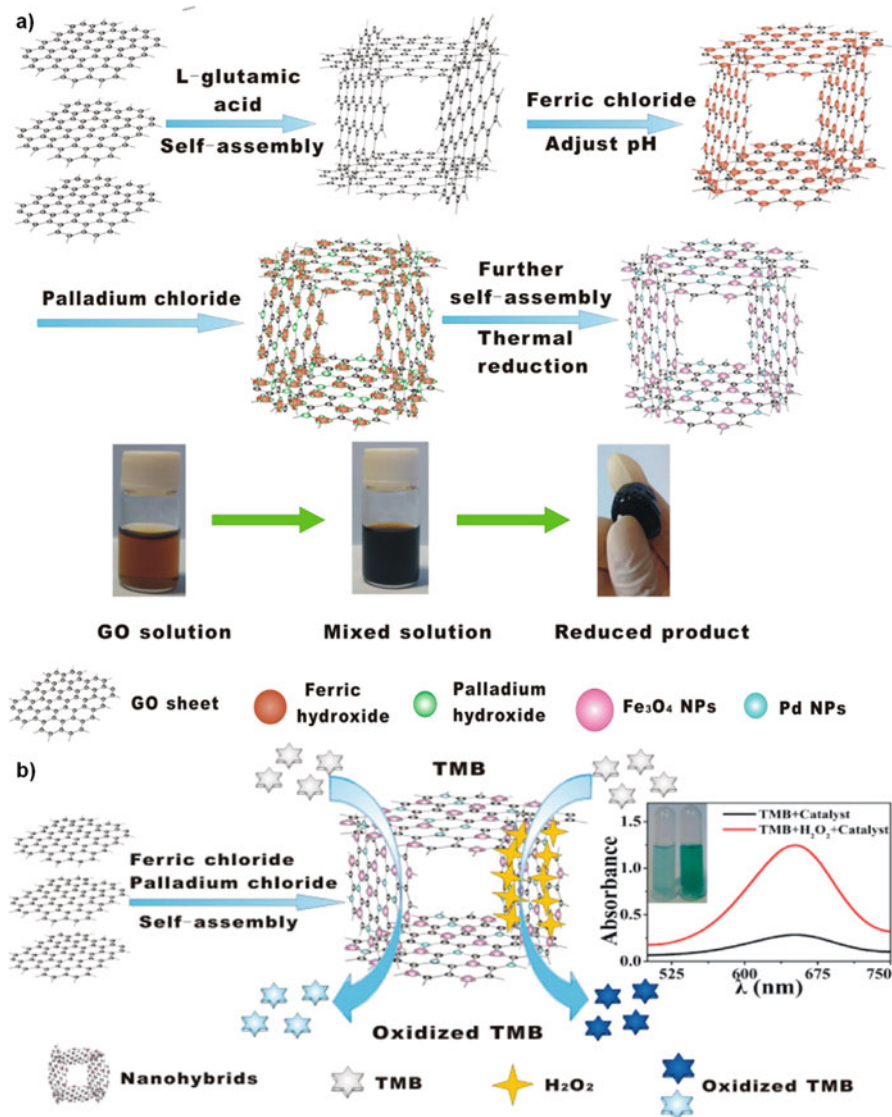 a)
L-glutamic
acid
Self-assembly
Ferric chloride
Adjust pH
Palladium chloride
Further
self-assembly
Thermal
reduction
GO solution
Mixed solution
Reduced product
GO sheet
Ferric
hydroxide
Palladium
hydroxide
Fe₃O₄ NPs
Pd NPs
b)
TMB
Ferric chloride
Palladium chloride
Self-assembly
Oxidized TMB
TMB+Catalyst
TMB+H₂O₂+Catalyst
1.5
1.0
0.5
0.0
Absorbance
525
600
675
750
λ (nm)
Nanohybrids
TMB
H₂O₂
Oxidized TMB